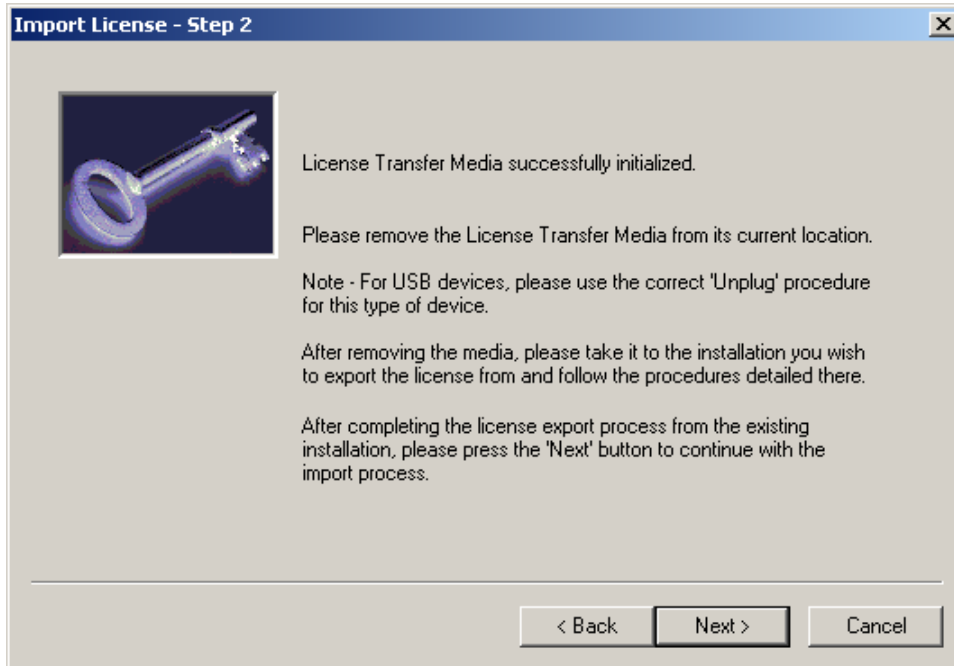 Import License - Step 2
License Transfer Media successfully initialized.
Please remove the License Transfer Media from its current location.
Note - For USB devices, please use the correct 'Unplug' procedure
for this type of device.
After removing the media, please take it to the installation you wish
to export the license from and follow the procedures detailed there.
After completing the license export process from the existing
installation, please press the 'Next' button to continue with the
import process.
< Back Next > Cancel